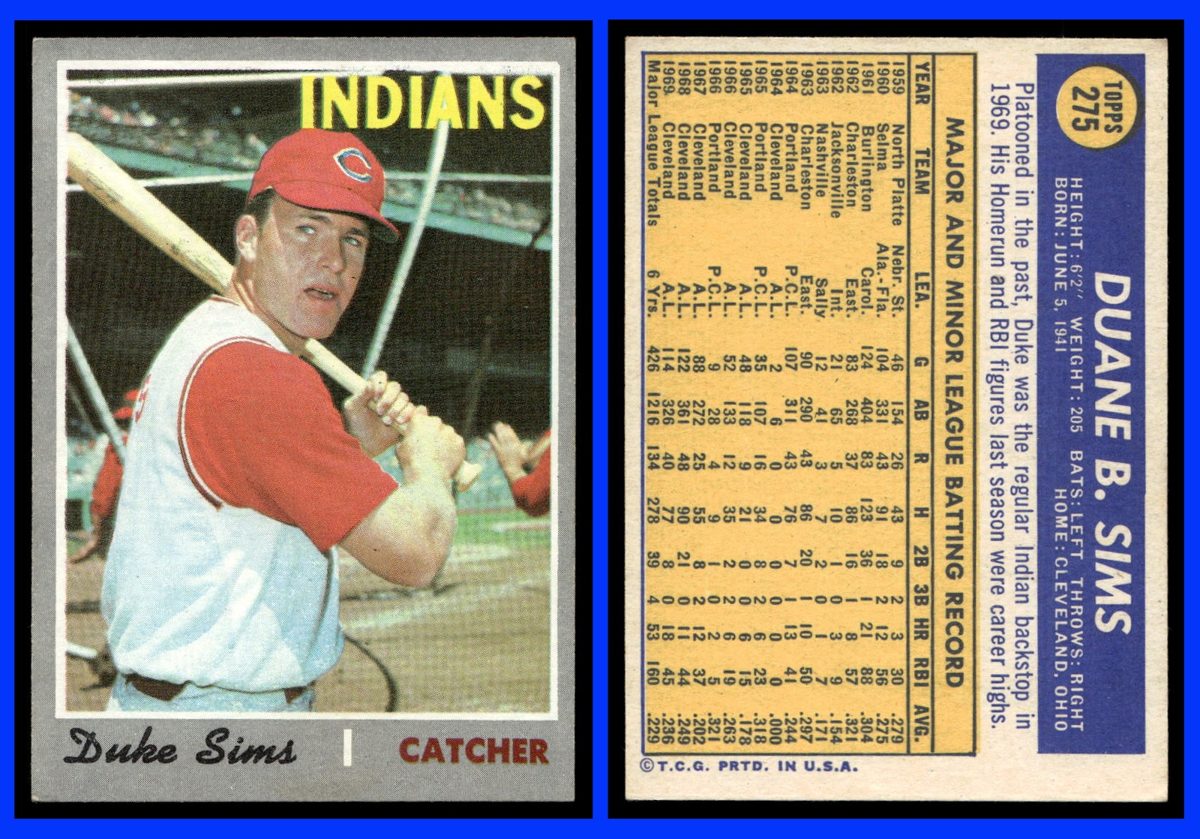 INDIANS
Duke Sims | CATCHER
TOPPS
275
DUANE B. SIMS
HEIGHT: 6'2" WEIGHT: 205 BATS: LEFT THROWS: RIGHT
BORN: JUNE 5, 1941 HOME: CLEVELAND, OHIO
Platooned in the past, Duke was the regular Indian backstop in
1969. His Homerun and RBI figures last season were career highs.
MAJOR AND MINOR LEAGUE BATTING RECORD
YEAR TEAM LEA. G AB R H 2B 3B HR RBI AVG.
1959 North Platte Nebr. St. 46 154 26 43 9 2 3 30 .279
1960 Selma Ala.-Fla. 104 331 43 91 18 2 12 56 .275
1961 Burlington Carol. 124 404 83 123 36 1 21 88 .304
1962 Charleston East. 83 268 37 86 16 1 8 57 .321
1962 Jacksonville Int. 21 65 5 10 1 0 3 9 .154
1963 Nashville Sally 12 41 3 7 2 0 1 7 .171
1963 Charleston East. 90 290 43 86 20 1 10 50 .297
1964 Portland P.C.L. 107 311 43 76 7 1 13 41 .244
1964 Cleveland A.L. 2 6 0 0 0 0 0 0 .000
1965 Portland P.C.L. 35 107 16 34 8 1 6 23 .318
1965 Cleveland A.L. 48 118 9 21 0 0 6 15 .178
1966 Cleveland A.L. 52 133 12 35 2 2 6 19 .263
1966 Portland P.C.L. 9 28 4 9 1 0 2 5 .321
1967 Cleveland A.L. 88 272 25 55 8 2 12 37 .202
1968 Cleveland A.L. 122 361 48 90 21 0 11 44 .249
1969 Cleveland A.L. 114 326 40 77 8 0 18 45 .236
Major League Totals 6 Yrs. 426 1216 134 278 39 4 53 160 .229
© T.C.G. PRTD. IN U.S.A.